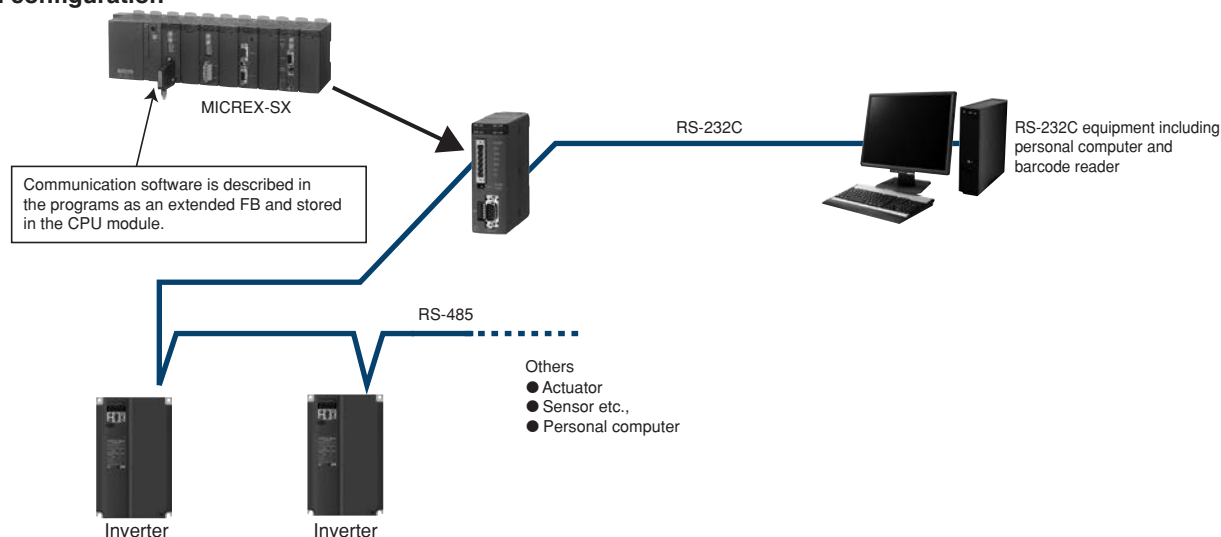 configuration
MICREX-SX
Communication software is described in
the programs as an extended FB and stored
in the CPU module.
RS-232C
RS-232C equipment including
personal computer and
barcode reader
RS-485
Others
● Actuator
● Sensor etc.,
● Personal computer
Inverter
Inverter